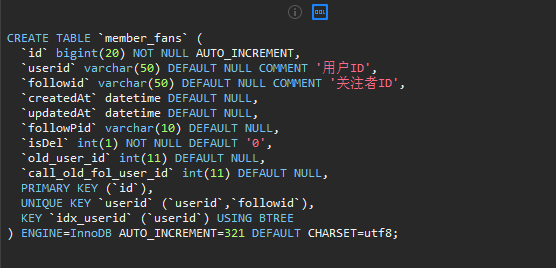 DDL
CREATE TABLE `member_fans` (
`id` bigint(20) NOT NULL AUTO_INCREMENT,
`userid` varchar(50) DEFAULT NULL COMMENT '用户ID',
`followid` varchar(50) DEFAULT NULL COMMENT '关注者ID',
`createdAt` datetime DEFAULT NULL,
`updatedAt` datetime DEFAULT NULL,
`followPid` varchar(10) DEFAULT NULL,
`isDel` int(1) NOT NULL DEFAULT '0',
`old_user_id` int(11) DEFAULT NULL,
`call_old_fol_user_id` int(11) DEFAULT NULL,
PRIMARY KEY (`id`),
UNIQUE KEY `userid` (`userid`,`followid`),
KEY `idx_userid` (`userid`) USING BTREE
) ENGINE=InnoDB AUTO_INCREMENT=321 DEFAULT CHARSET=utf8;